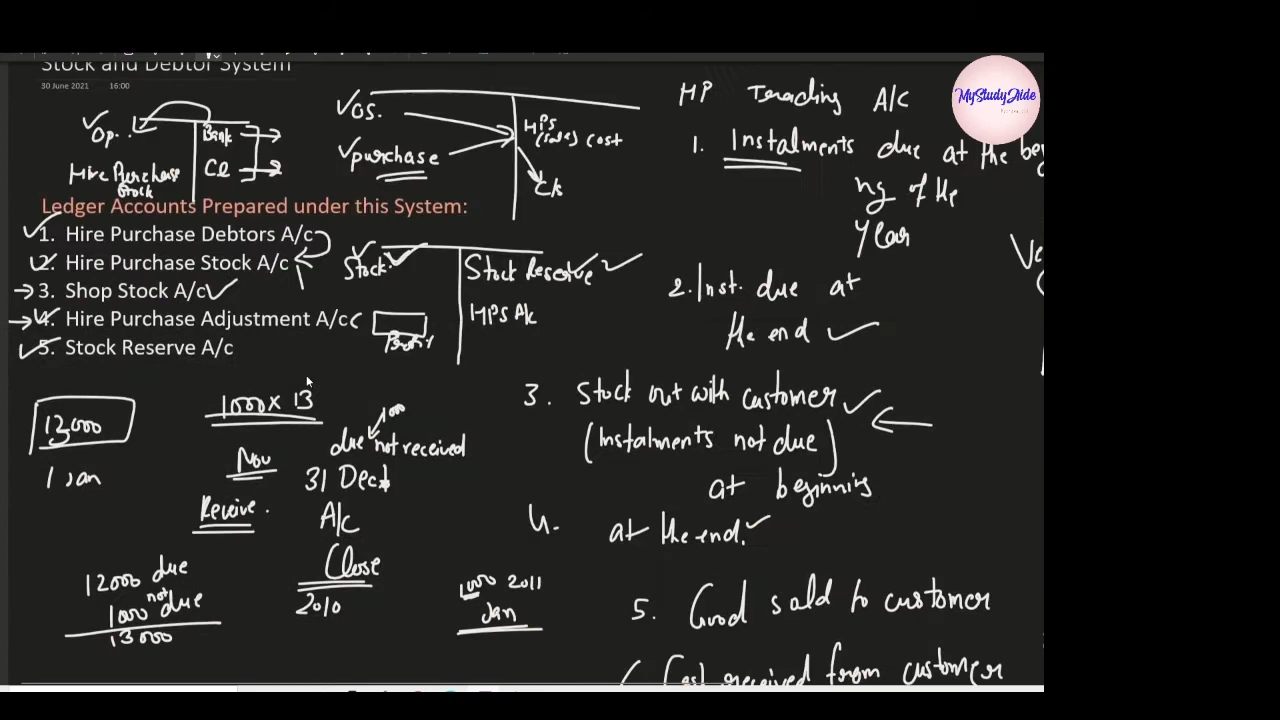 Stock and Debtor System
30 June 2021 16:00
Op.
Bank
Hire Purchase
Stock
Cl
OS.
purchase
HPS
(sale) cost
C/s
Ledger Accounts Prepared under this System:
1. Hire Purchase Debtors A/c
2. Hire Purchase Stock A/c
3. Shop Stock A/c
4. Hire Purchase Adjustment A/c
5. Stock Reserve A/c
Stock
Stock Reserve
HPS A/c
Profit
13000
1 Jan
1000 x 13
Nov
Receive.
due not received
31 Dec
A/c
Close
2010
12000 due
1000 not due
13000
1000 2011
Jan
HP Trading A/c
1. Instalments due at the beg
ng of the
year
2. Inst. due at
the end
3. Stock out with customer
(Instalments not due)
at beginning
4. at the end.
5. Good sold to customer
received from customer
MyStudyJide